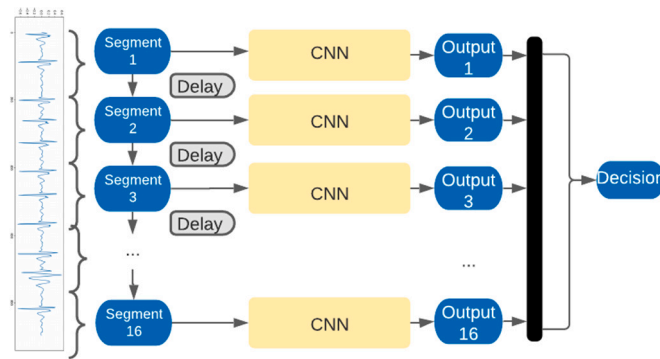 Segment
1
CNN
Output
1
Delay
Segment
2
CNN
Output
2
Delay
Segment
3
CNN
Output
3
Decision
Delay
...
...
Segment
16
CNN
Output
16